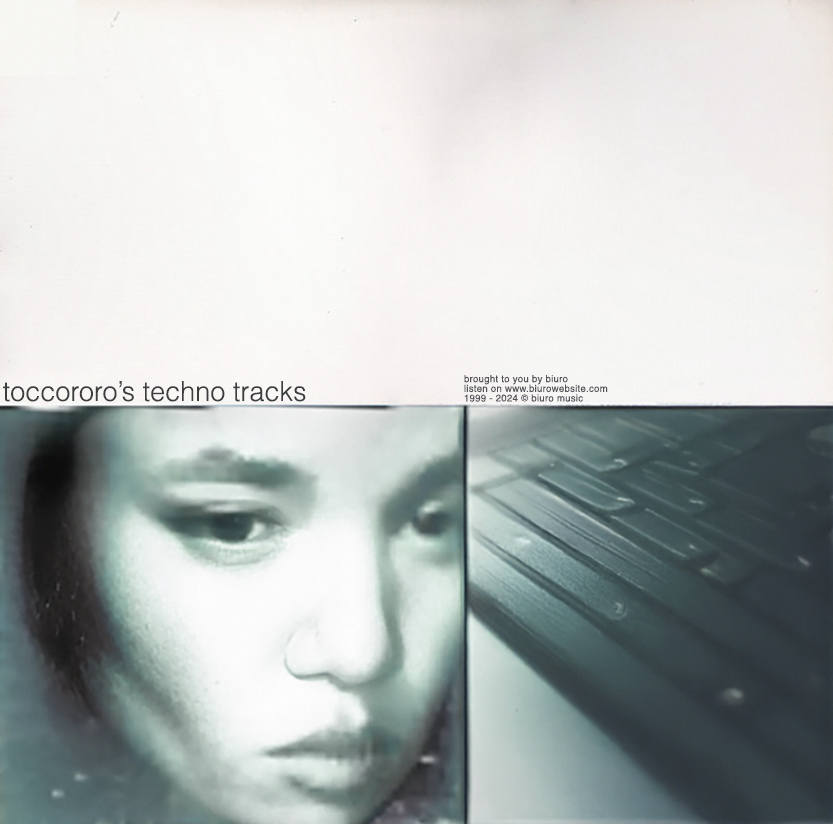 toccororo's techno tracks
brought to you by biuro
listen on www.biurowebsite.com
1999 - 2024 © biuro music